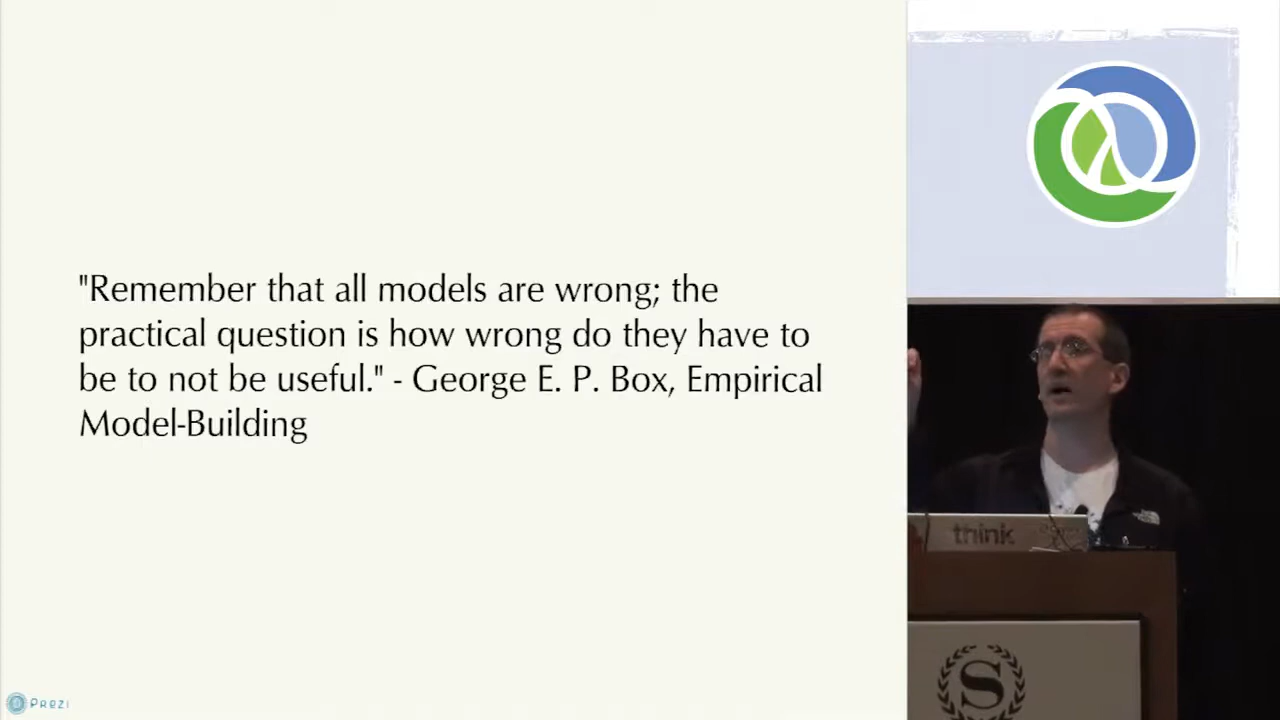 "Remember that all models are wrong; the
practical question is how wrong do they have to
be to not be useful." - George E. P. Box, Empirical
Model-Building
think
S
Prezi